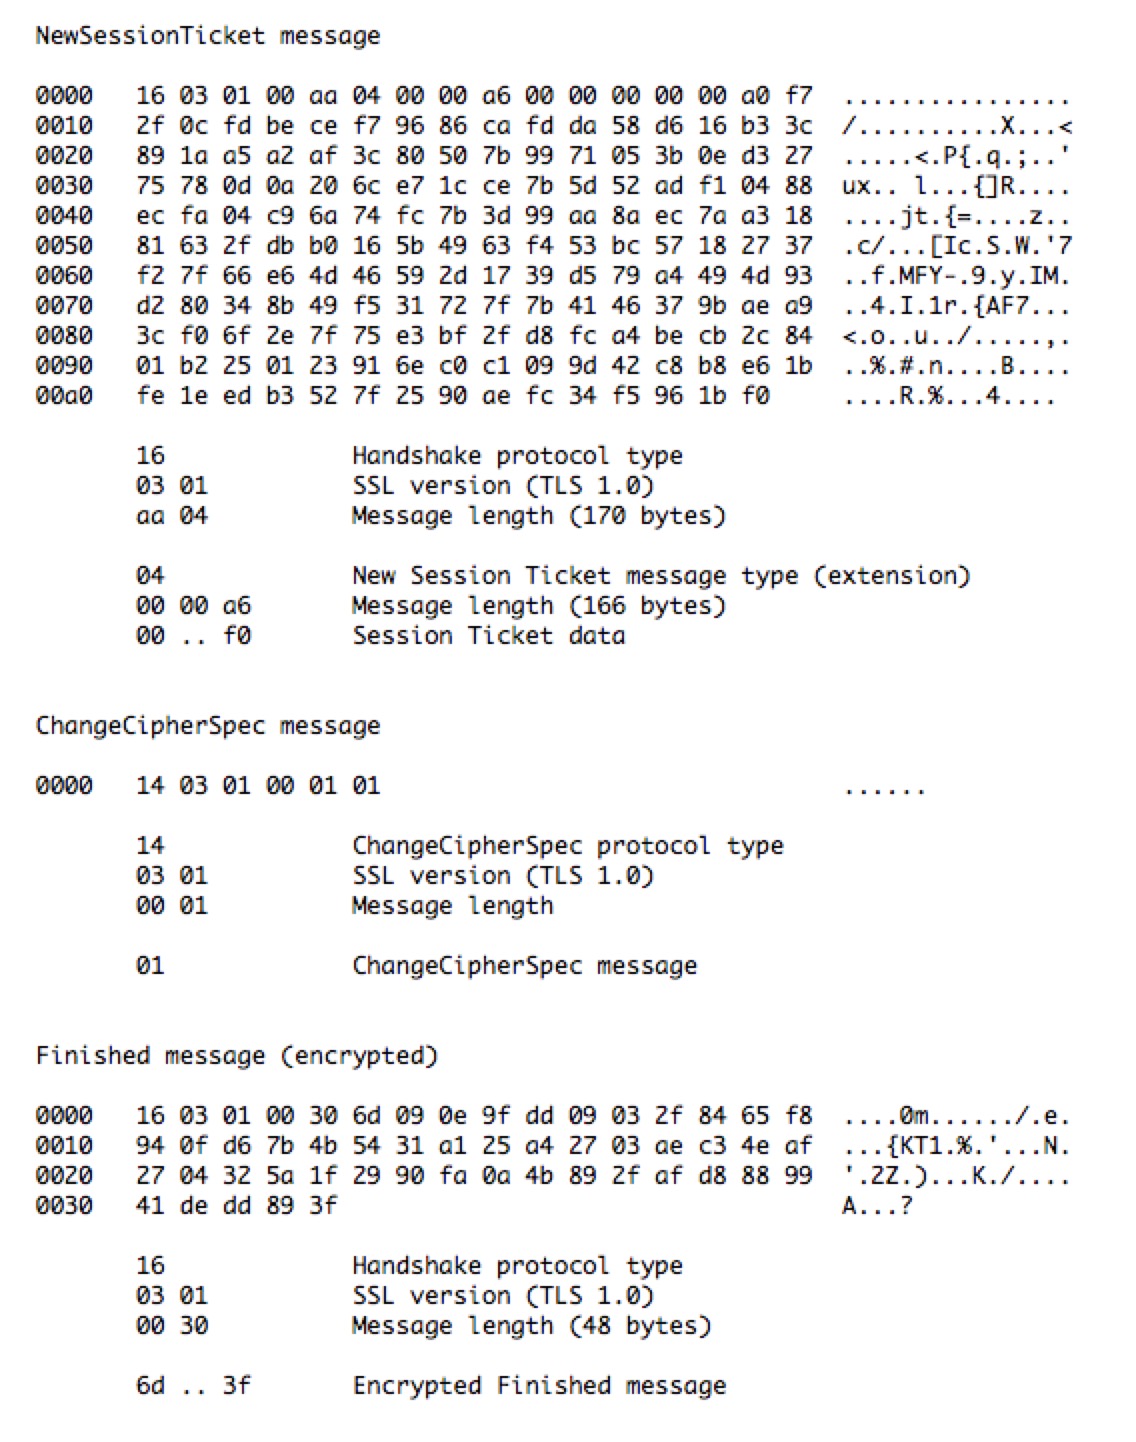 NewSessionTicket message
0000 16 03 01 00 aa 04 00 00 a6 00 00 00 00 00 a0 f7 ................
0010 2f 0c fd be ce f7 96 86 ca fd da 58 d6 16 b3 3c /..........X...<
0020 89 1a a5 a2 af 3c 80 50 7b 99 71 05 3b 0e d3 27 .....<.P{.q.;..'
0030 75 78 0d 0a 20 6c e7 1c ce 7b 5d 52 ad f1 04 88 ux.. l...{]R....
0040 ec fa 04 c9 6a 74 fc 7b 3d 99 aa 8a ec 7a a3 18 ....jt.{=....z..
0050 81 63 2f db b0 16 5b 49 63 f4 53 bc 57 18 27 37 .c/...[Ic.S.W.'7
0060 f2 7f 66 e6 4d 46 59 2d 17 39 d5 79 a4 49 4d 93 ..f.MFY-.9.y.IM.
0070 d2 80 34 8b 49 f5 31 72 7f 7b 41 46 37 9b ae a9 ..4.I.1r.{AF7...
0080 3c f0 6f 2e 7f 75 e3 bf 2f d8 fc a4 be cb 2c 84 <.o..u../.....,.
0090 01 b2 25 01 23 91 6e c0 c1 09 9d 42 c8 b8 e6 1b ..%.#.n....B....
00a0 fe 1e ed b3 52 7f 25 90 ae fc 34 f5 96 1b f0 ....R.%...4....
16 Handshake protocol type
03 01 SSL version (TLS 1.0)
aa 04 Message length (170 bytes)
04 New Session Ticket message type (extension)
00 00 a6 Message length (166 bytes)
00 .. f0 Session Ticket data
ChangeCipherSpec message
0000 14 03 01 00 01 01 ......
14 ChangeCipherSpec protocol type
03 01 SSL version (TLS 1.0)
00 01 Message length
01 ChangeCipherSpec message
Finished message (encrypted)
0000 16 03 01 00 30 6d 09 0e 9f dd 09 03 2f 84 65 f8 ....0m....../.e.
0010 94 0f d6 7b 4b 54 31 a1 25 a4 27 03 ae c3 4e af ...{KT1.%.'...N.
0020 27 04 32 5a 1f 29 90 fa 0a 4b 89 2f af d8 88 99 '.2Z.)...K./....
0030 41 de dd 89 3f A...?
16 Handshake protocol type
03 01 SSL version (TLS 1.0)
00 30 Message length (48 bytes)
6d .. 3f Encrypted Finished message